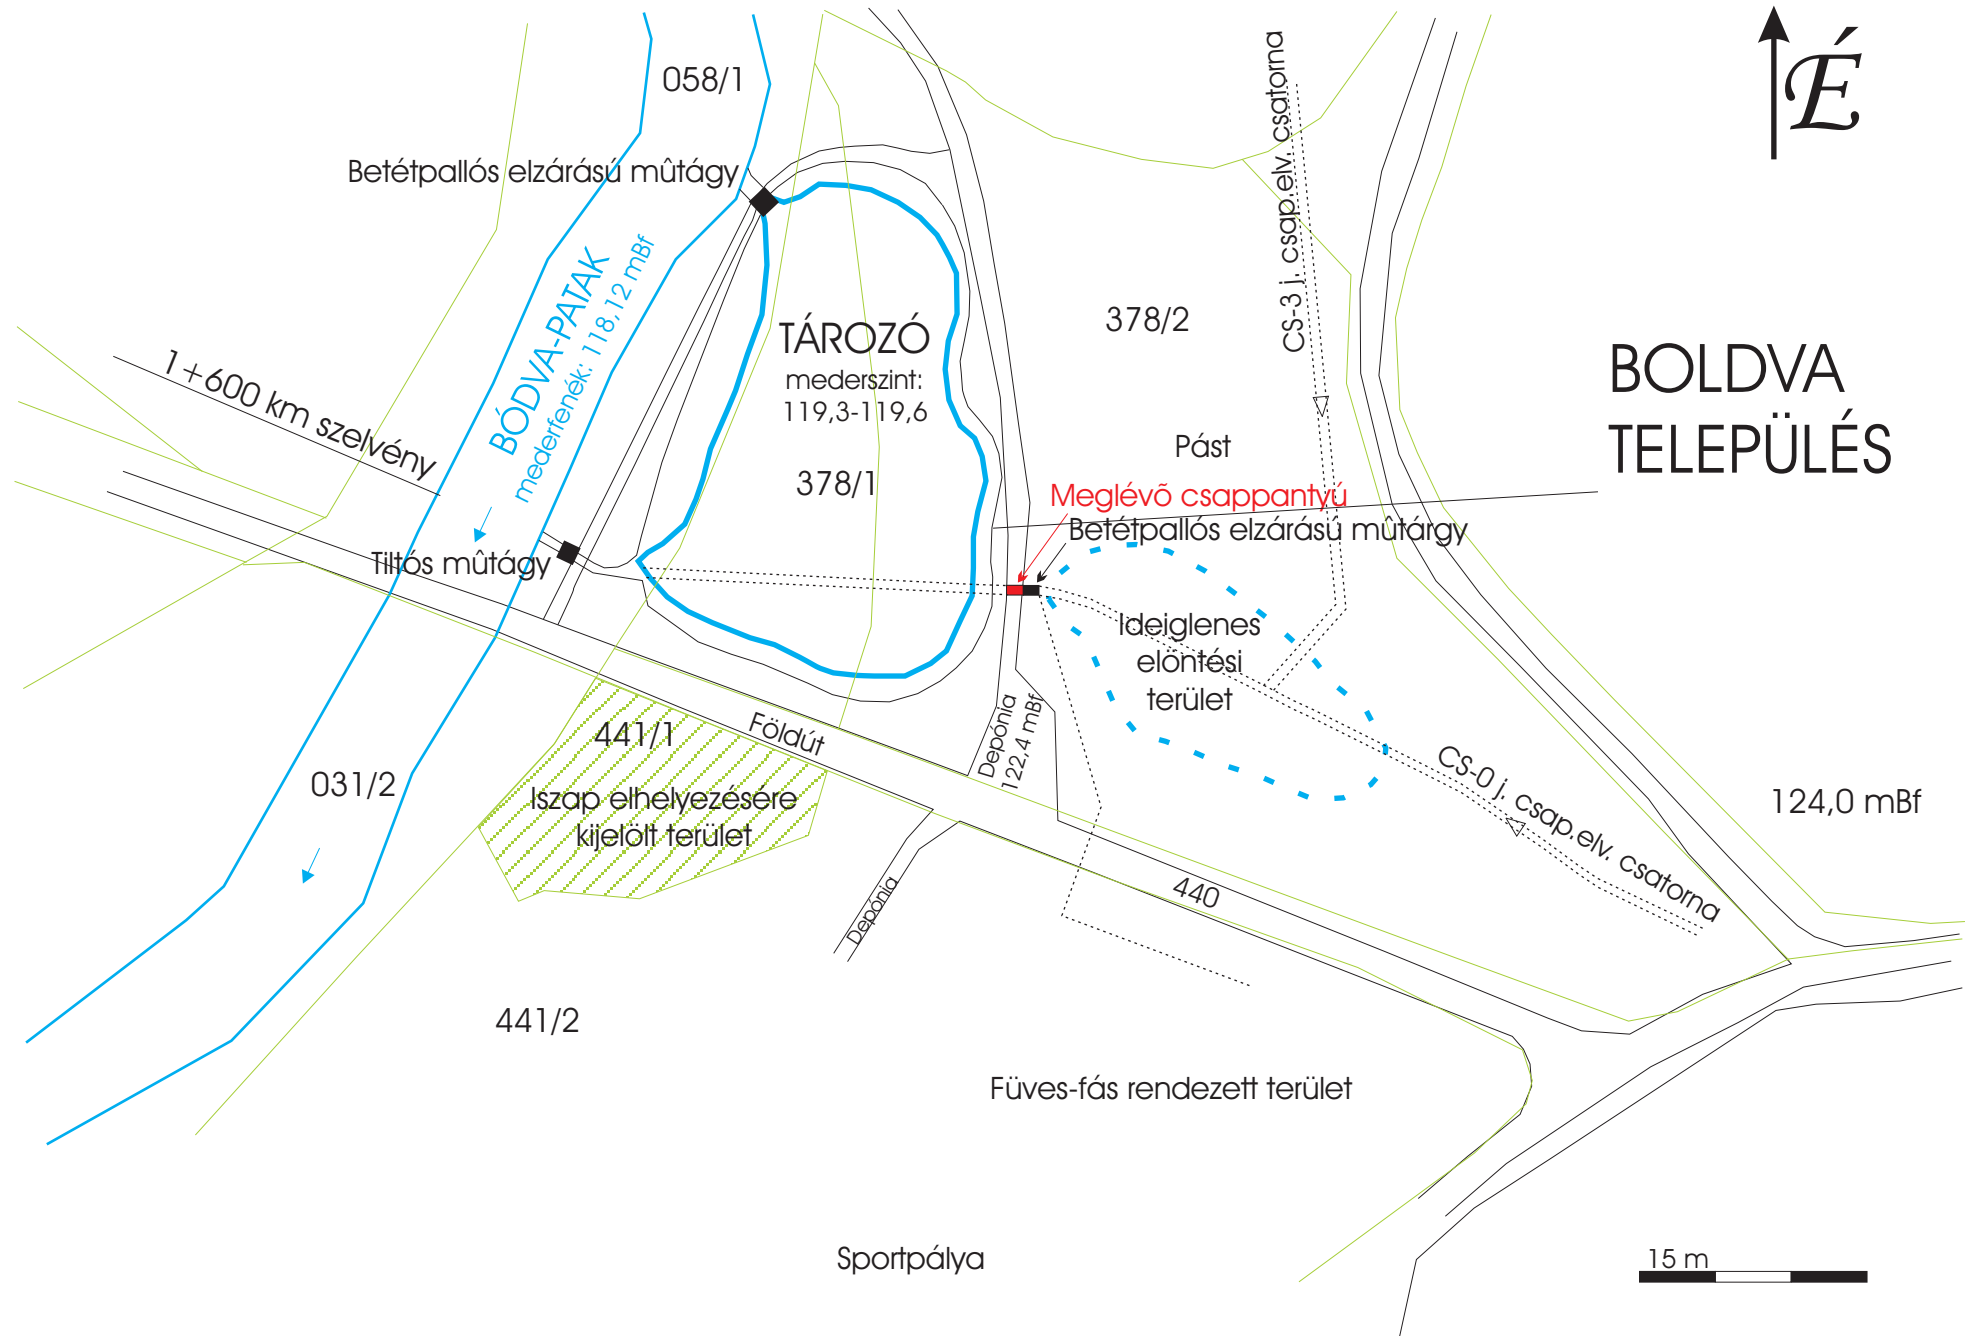 058/1
É
Betétpallós elzárású mûtágy
CS-3 j. csap.elv. csatorna
BÓDVA-PATAK
mederfenék: 118,12 mBf
TÁROZÓ
mederszint:
119,3-119,6
378/1
378/2
BOLDVA
TELEPÜLÉS
1+600 km szelvény
Pást
Meglévõ csappantyú
Betétpallós elzárású mûtárgy
Tiltós mûtágy
Ideiglenes
elöntési
terület
Depónia
122,4 mBf
Földút
441/1
Iszap elhelyezésére
kijelölt terület
031/2
CS-0 j. csap.elv. csatorna
124,0 mBf
440
Depónia
441/2
Füves-fás rendezett terület
Sportpálya
15 m